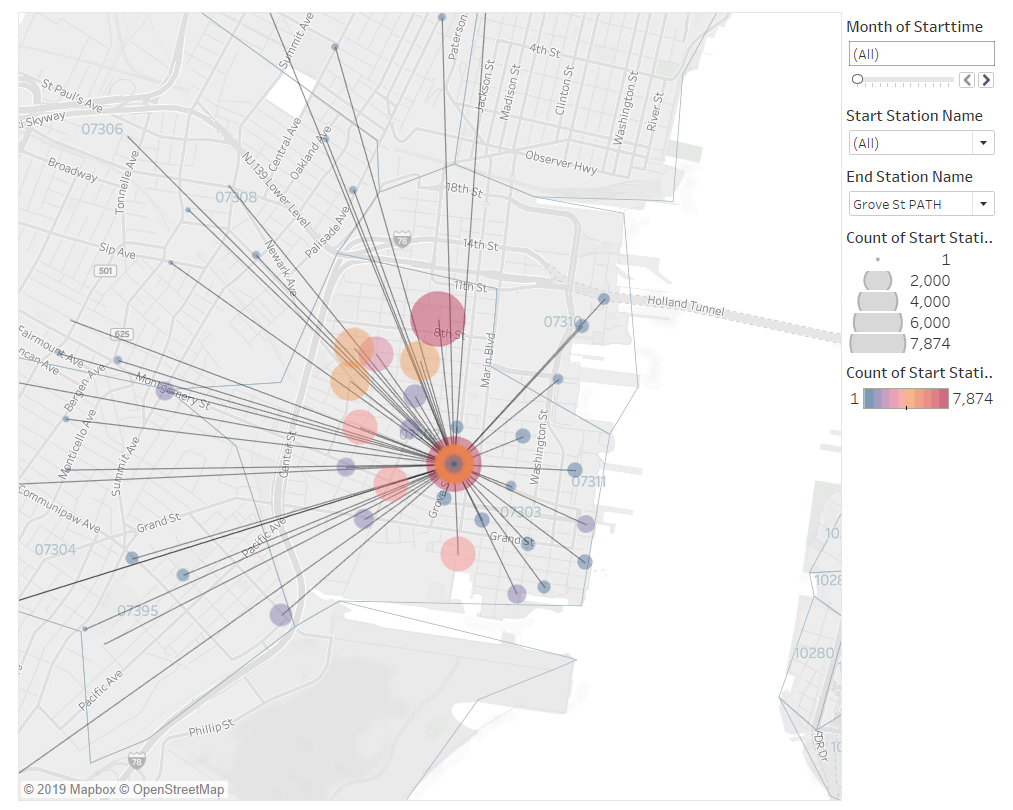 Summit Ave
Paterson
4th St
Jackson St
Madison St
Clinton St
Washington St
River St
St Paul's Ave
i Skyway
07306
Central Ave
Oakland Ave
Observer Hwy
Broadway
Tonnelle Ave
NJ 139 Lower Level
07308
18th St
Palisade Ave
78
14th St
Sip Ave
Newark Ave
501
11th St
Holland Tunnel
07310
8th St
625
Fairmount Ave
rican Ave
Marin Blvd
Bergen Ave
Montgomery St
Monticello Ave
Summit Ave
Center St
Washington St
07311
Communipaw Ave
Grand St
Grove S
07303
Pacific Ave
Grand St
07304
10
1028
07395
10280
Pacific Ave
Phillip St
78
DR Dr
10
© 2019 Mapbox © OpenStreetMap
Month of Starttime
(All)
Start Station Name
(All)
End Station Name
Grove St PATH
Count of Start Stati..
1
2,000
4,000
6,000
7,874
Count of Start Stati..
1 7,874